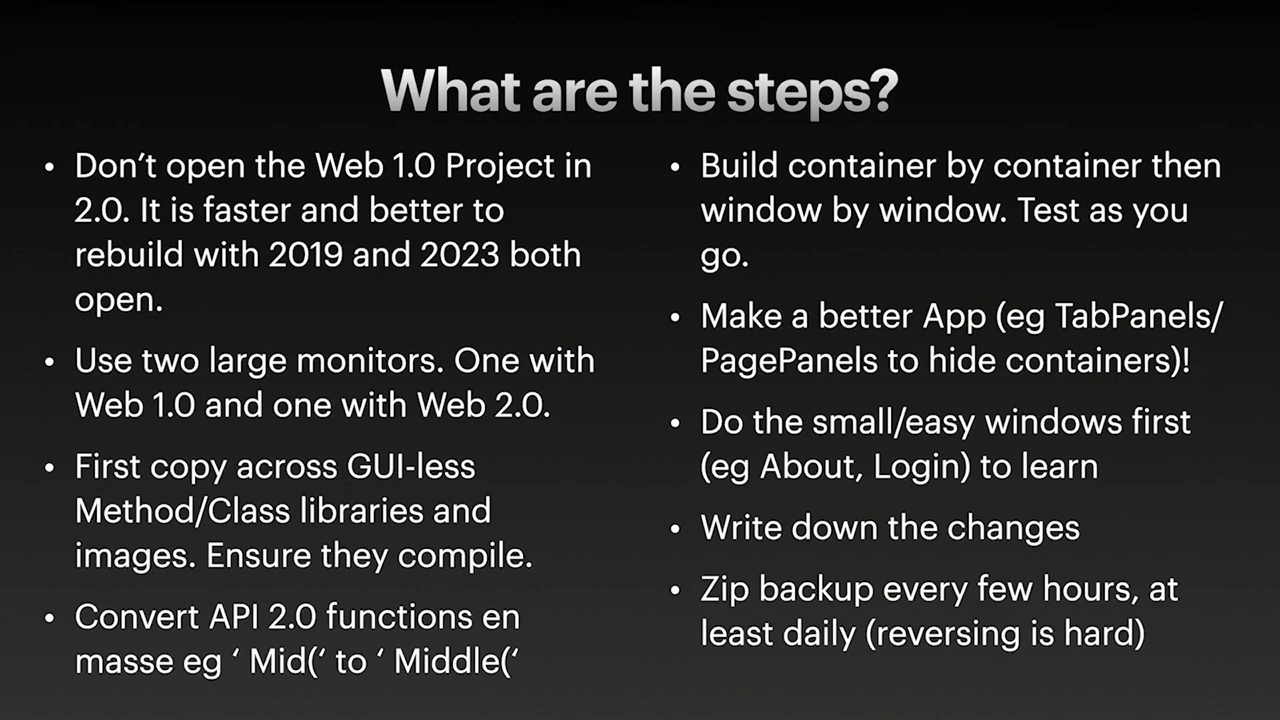 What are the steps?
• Don’t open the Web 1.0 Project in
2.0. It is faster and better to
rebuild with 2019 and 2023 both
open.
• Use two large monitors. One with
Web 1.0 and one with Web 2.0.
• First copy across GUI-less
Method/Class libraries and
images. Ensure they compile.
• Convert API 2.0 functions en
masse eg ‘ Mid(‘ to ‘ Middle(‘
• Build container by container then
window by window. Test as you
go.
• Make a better App (eg TabPanels/
PagePanels to hide containers)!
• Do the small/easy windows first
(eg About, Login) to learn
• Write down the changes
• Zip backup every few hours, at
least daily (reversing is hard)